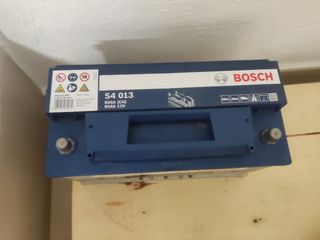 BOSCH
S4 013
800A (EN)
95Ah 12V